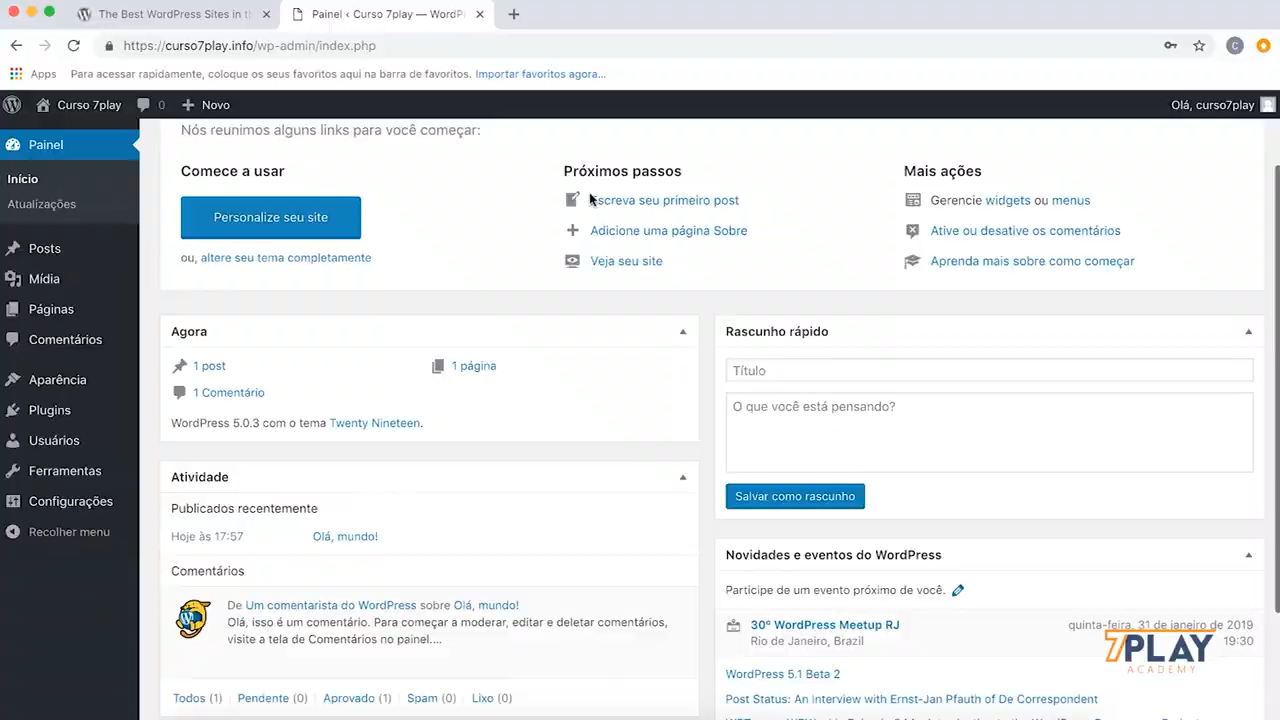 The Best WordPress Sites in th
Painel ‹ Curso 7play — WordPr
https://curso7play.info/wp-admin/index.php
C
Apps
Para acessar rapidamente, coloque os seus favoritos aqui na barra de favoritos. Importar favoritos agora...
Curso 7play
0
Novo
Olá, curso7play
Painel
Início
Atualizações
Posts
Mídia
Páginas
Comentários
Aparência
Plugins
Usuários
Ferramentas
Configurações
Recolher menu
Nós reunimos alguns links para você começar:
Comece a usar
Personalize seu site
ou, altere seu tema completamente
Próximos passos
Escreva seu primeiro post
Adicione uma página Sobre
Veja seu site
Mais ações
Gerencie widgets ou menus
Ative ou desative os comentários
Aprenda mais sobre como começar
Agora
1 post
1 página
1 Comentário
WordPress 5.0.3 com o tema Twenty Nineteen.
Atividade
Publicados recentemente
Hoje às 17:57 Olá, mundo!
Comentários
De Um comentarista do WordPress sobre Olá, mundo!
Olá, isso é um comentário. Para começar a moderar, editar e deletar comentários,
visite a tela de Comentários no painel....
Todos (1) | Pendente (0) | Aprovado (1) | Spam (0) | Lixo (0)
Rascunho rápido
Título
O que você está pensando?
Salvar como rascunho
Novidades e eventos do WordPress
Participe de um evento próximo de você.
30º WordPress Meetup RJ
quinta-feira, 31 de janeiro de 2019
Rio de Janeiro, Brazil
19:30
WordPress 5.1 Beta 2
Post Status: An Interview with Ernst-Jan Pfauth of De Correspondent
7PLAY
ACADEMY